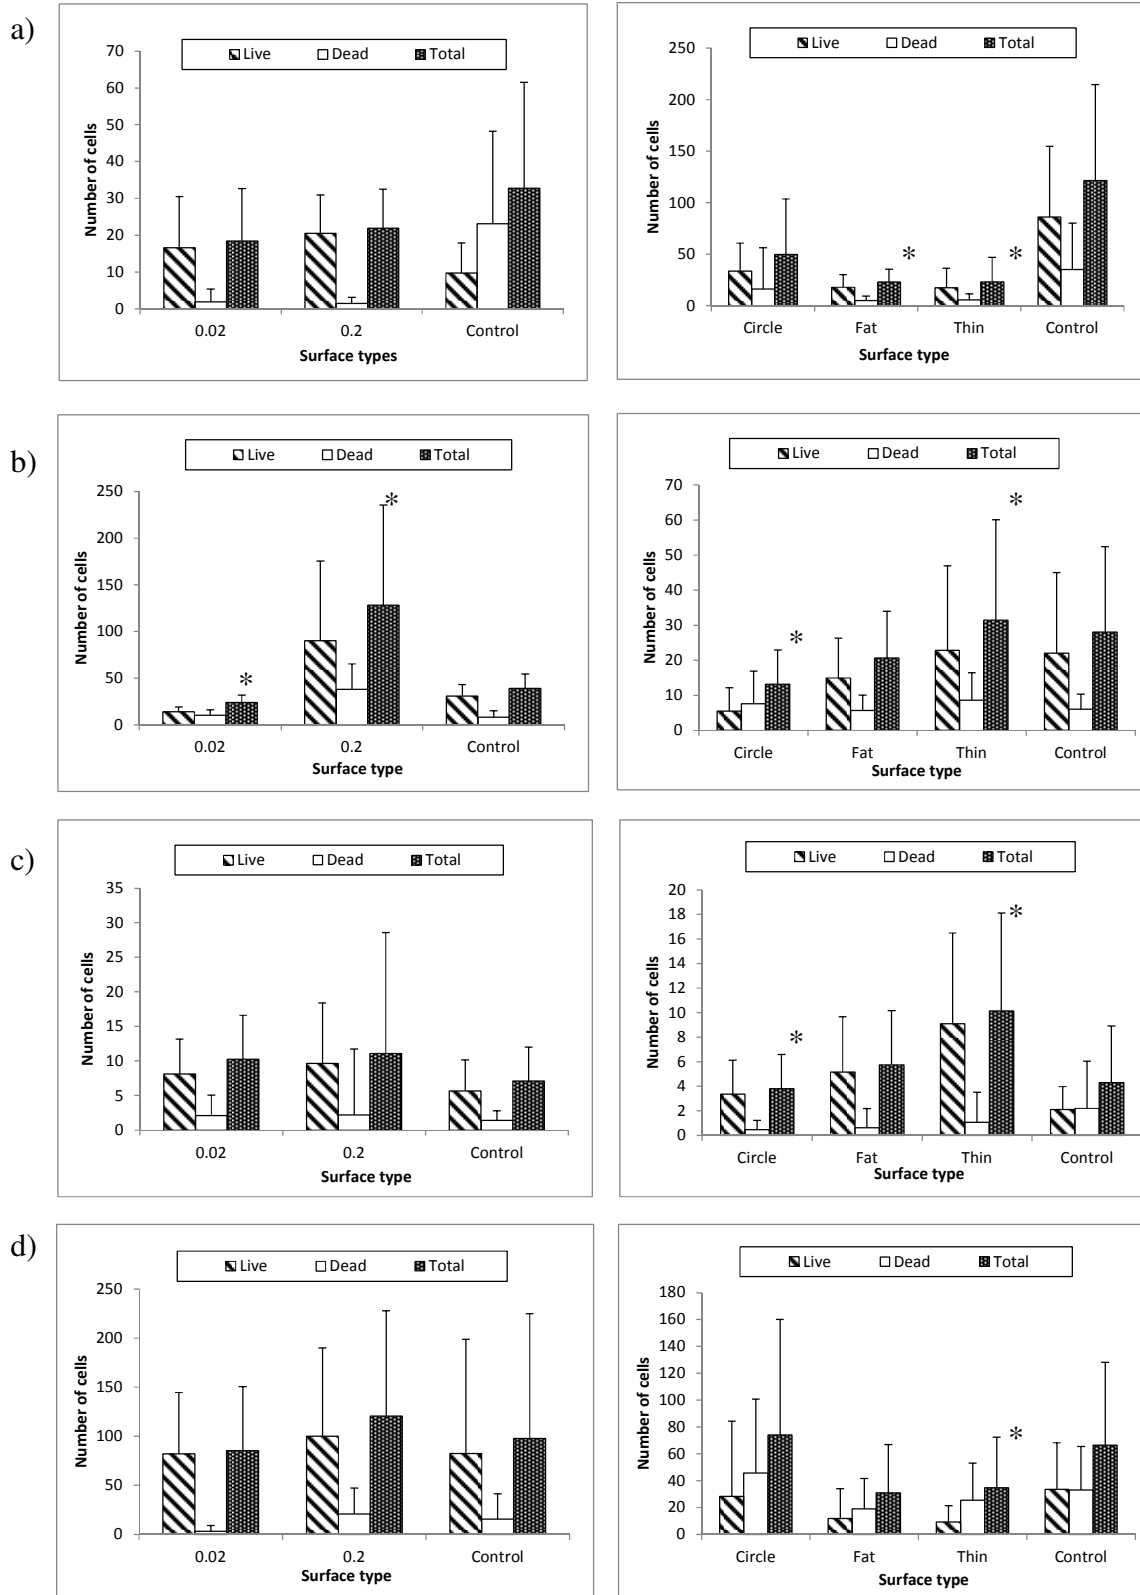 a)
Live Dead Total
Number of cells
70
60
50
40
30
20
10
0
0.02 0.2 Control
Surface types
Live Dead Total
Number of cells
250
200
150
100
50
0
* *
Circle Fat Thin Control
Surface type
b)
Live Dead Total
Number of cells
250
200
150
100
50
0
* *
0.02 0.2 Control
Surface type
Live Dead Total
Number of cells
70
60
50
40
30
20
10
0
* *
Circle Fat Thin Control
Surface type
c)
Live Dead Total
Number of cells
35
30
25
20
15
10
5
0
0.02 0.2 Control
Surface type
Live Dead Total
Number of cells
20
18
16
14
12
10
8
6
4
2
0
* *
Circle Fat Thin Control
Surface type
d)
Live Dead Total
Number of cells
250
200
150
100
50
0
0.02 0.2 Control
Surface type
Live Dead Total
Number of cells
180
160
140
120
100
80
60
40
20
0
*
Circle Fat Thin Control
Surface type